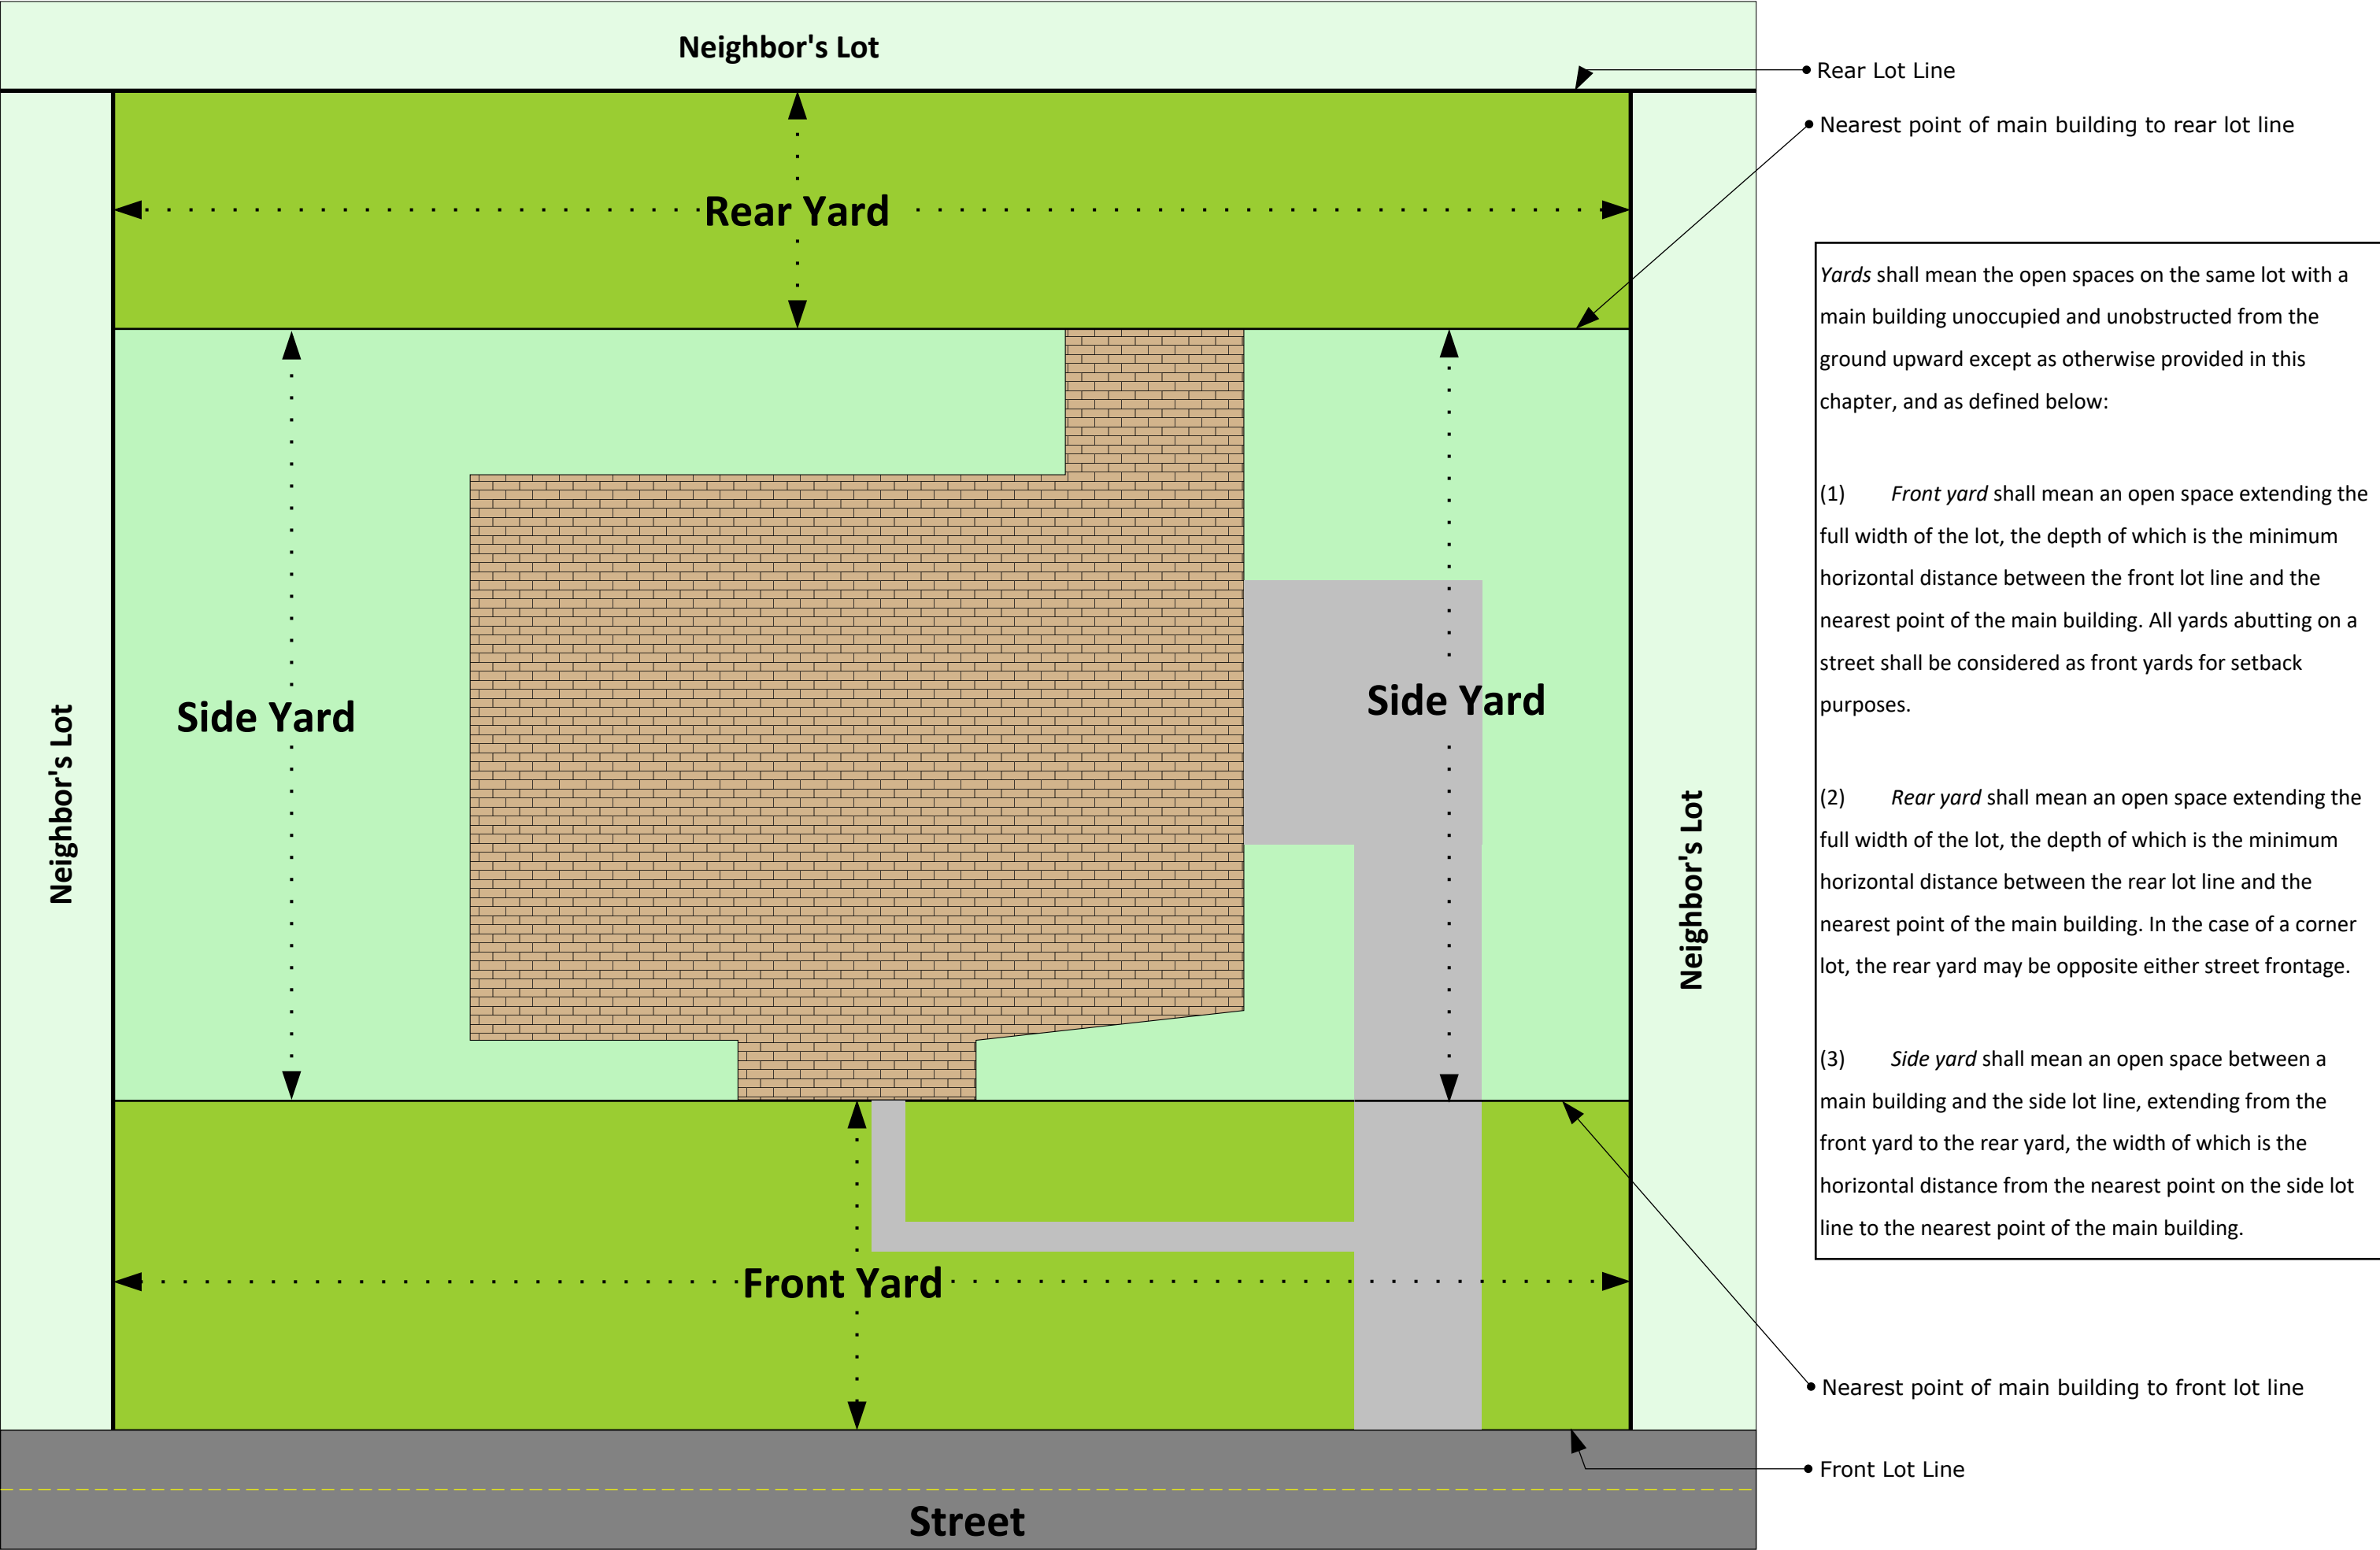 Neighbor's Lot
Rear Lot Line
Nearest point of main building to rear lot line
Rear Yard
Yards shall mean the open spaces on the same lot with a
main building unoccupied and unobstructed from the
ground upward except as otherwise provided in this
chapter, and as defined below:
(1) Front yard shall mean an open space extending the
full width of the lot, the depth of which is the minimum
horizontal distance between the front lot line and the
nearest point of the main building. All yards abutting on a
street shall be considered as front yards for setback
purposes.
(2) Rear yard shall mean an open space extending the
full width of the lot, the depth of which is the minimum
horizontal distance between the rear lot line and the
nearest point of the main building. In the case of a corner
lot, the rear yard may be opposite either street frontage.
(3) Side yard shall mean an open space between a
main building and the side lot line, extending from the
front yard to the rear yard, the width of which is the
horizontal distance from the nearest point on the side lot
line to the nearest point of the main building.
Neighbor's Lot
Side Yard
Side Yard
Neighbor's Lot
Front Yard
Nearest point of main building to front lot line
Front Lot Line
Street